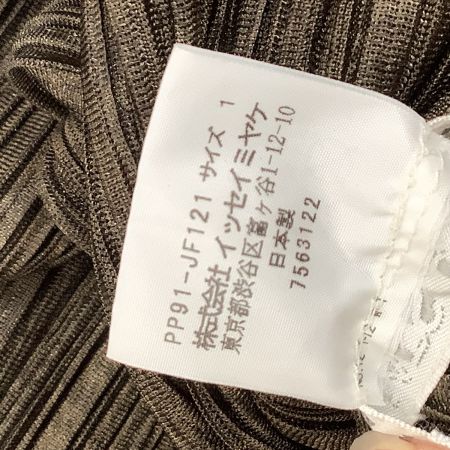 PP91-JF121 サイズ 1
株式会社 イッセイミヤケ
東京都渋谷区富ヶ谷1-12-10
日本製
7563122